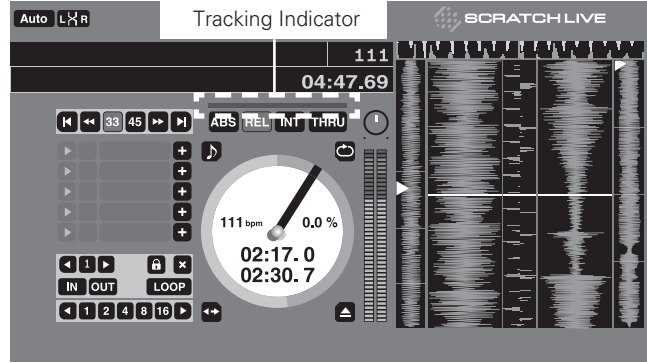 Auto L R
Tracking Indicator
SCRATCH LIVE
111
04:47.69
33 45
ABS REL INT THRU
111 bpm 0.0 %
02:17. 0
02:30. 7
1
IN OUT LOOP
1 2 4 8 16